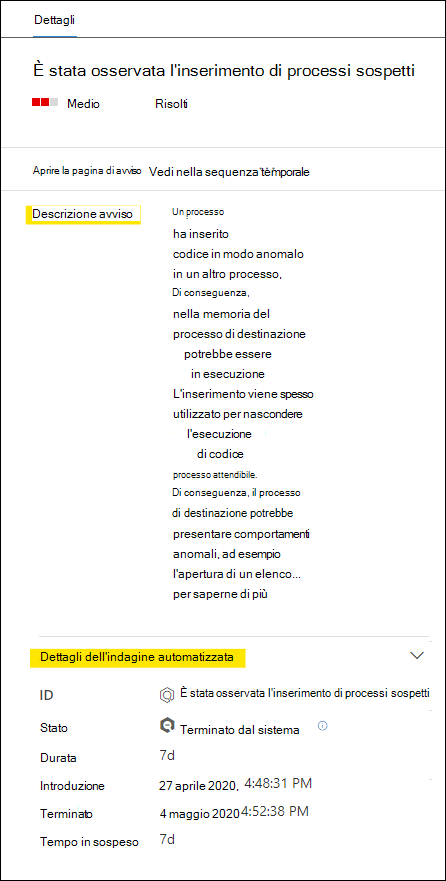 Dettagli
È stata osservata l'inserimento di processi sospetti
Medio Risolti
Aprire la pagina di avviso Vedi nella sequenza temporale
Descrizione avviso Un processo
ha inserito
codice in modo anomalo
in un altro processo,
Di conseguenza,
nella memoria del
processo di destinazione
potrebbe essere
in esecuzione
L'inserimento viene spesso
utilizzato per nascondere
l'esecuzione
di codice
processo attendibile.
Di conseguenza, il processo
di destinazione potrebbe
presentare comportamenti
anomali, ad esempio
l'apertura di un elenco...
per saperne di più
Dettagli dell'indagine automatizzata
ID È stata osservata l'inserimento di processi sospetti
Stato Terminato dal sistema
Durata 7d
Introduzione 27 aprile 2020, 4:48:31 PM
Terminato 4 maggio 2020 4:52:38 PM
Tempo in sospeso 7d